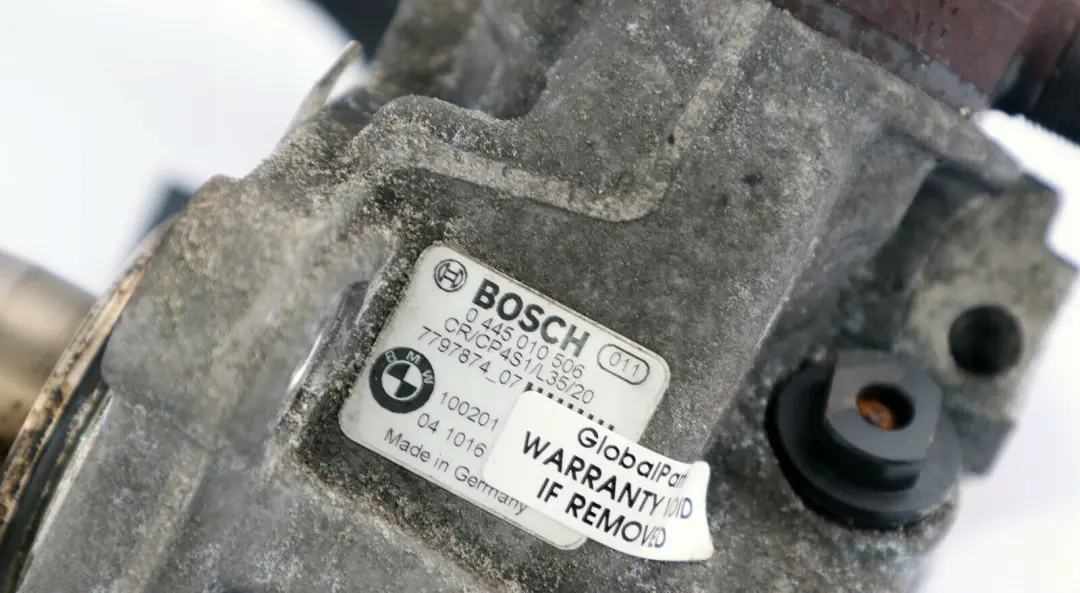 BOSCH
0 445 010 506
011
CR/CP4S1/L35/20
7797874_07
BMW
100201
04 1016
Made in Germany
WARRANTY VOID
IF REMOVED